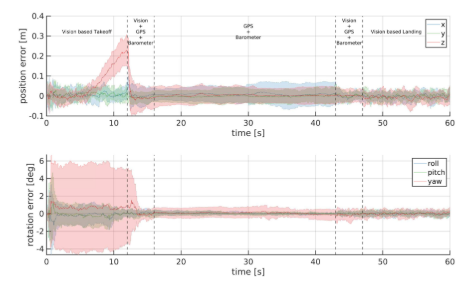 0.4
0.3
0.2
0.1
0
-0.1
position error [m]
Vision based Takeoff
Vision
+
GPS
+
Barometer
GPS
+
Barometer
Vision
+
GPS
+
Barometer
Vision based Landing
x
y
z
0 10 20 30 40 50 60
time [s]
6
4
2
0
-2
-4
rotation error [deg]
roll
pitch
yaw
0 10 20 30 40 50 60
time [s]